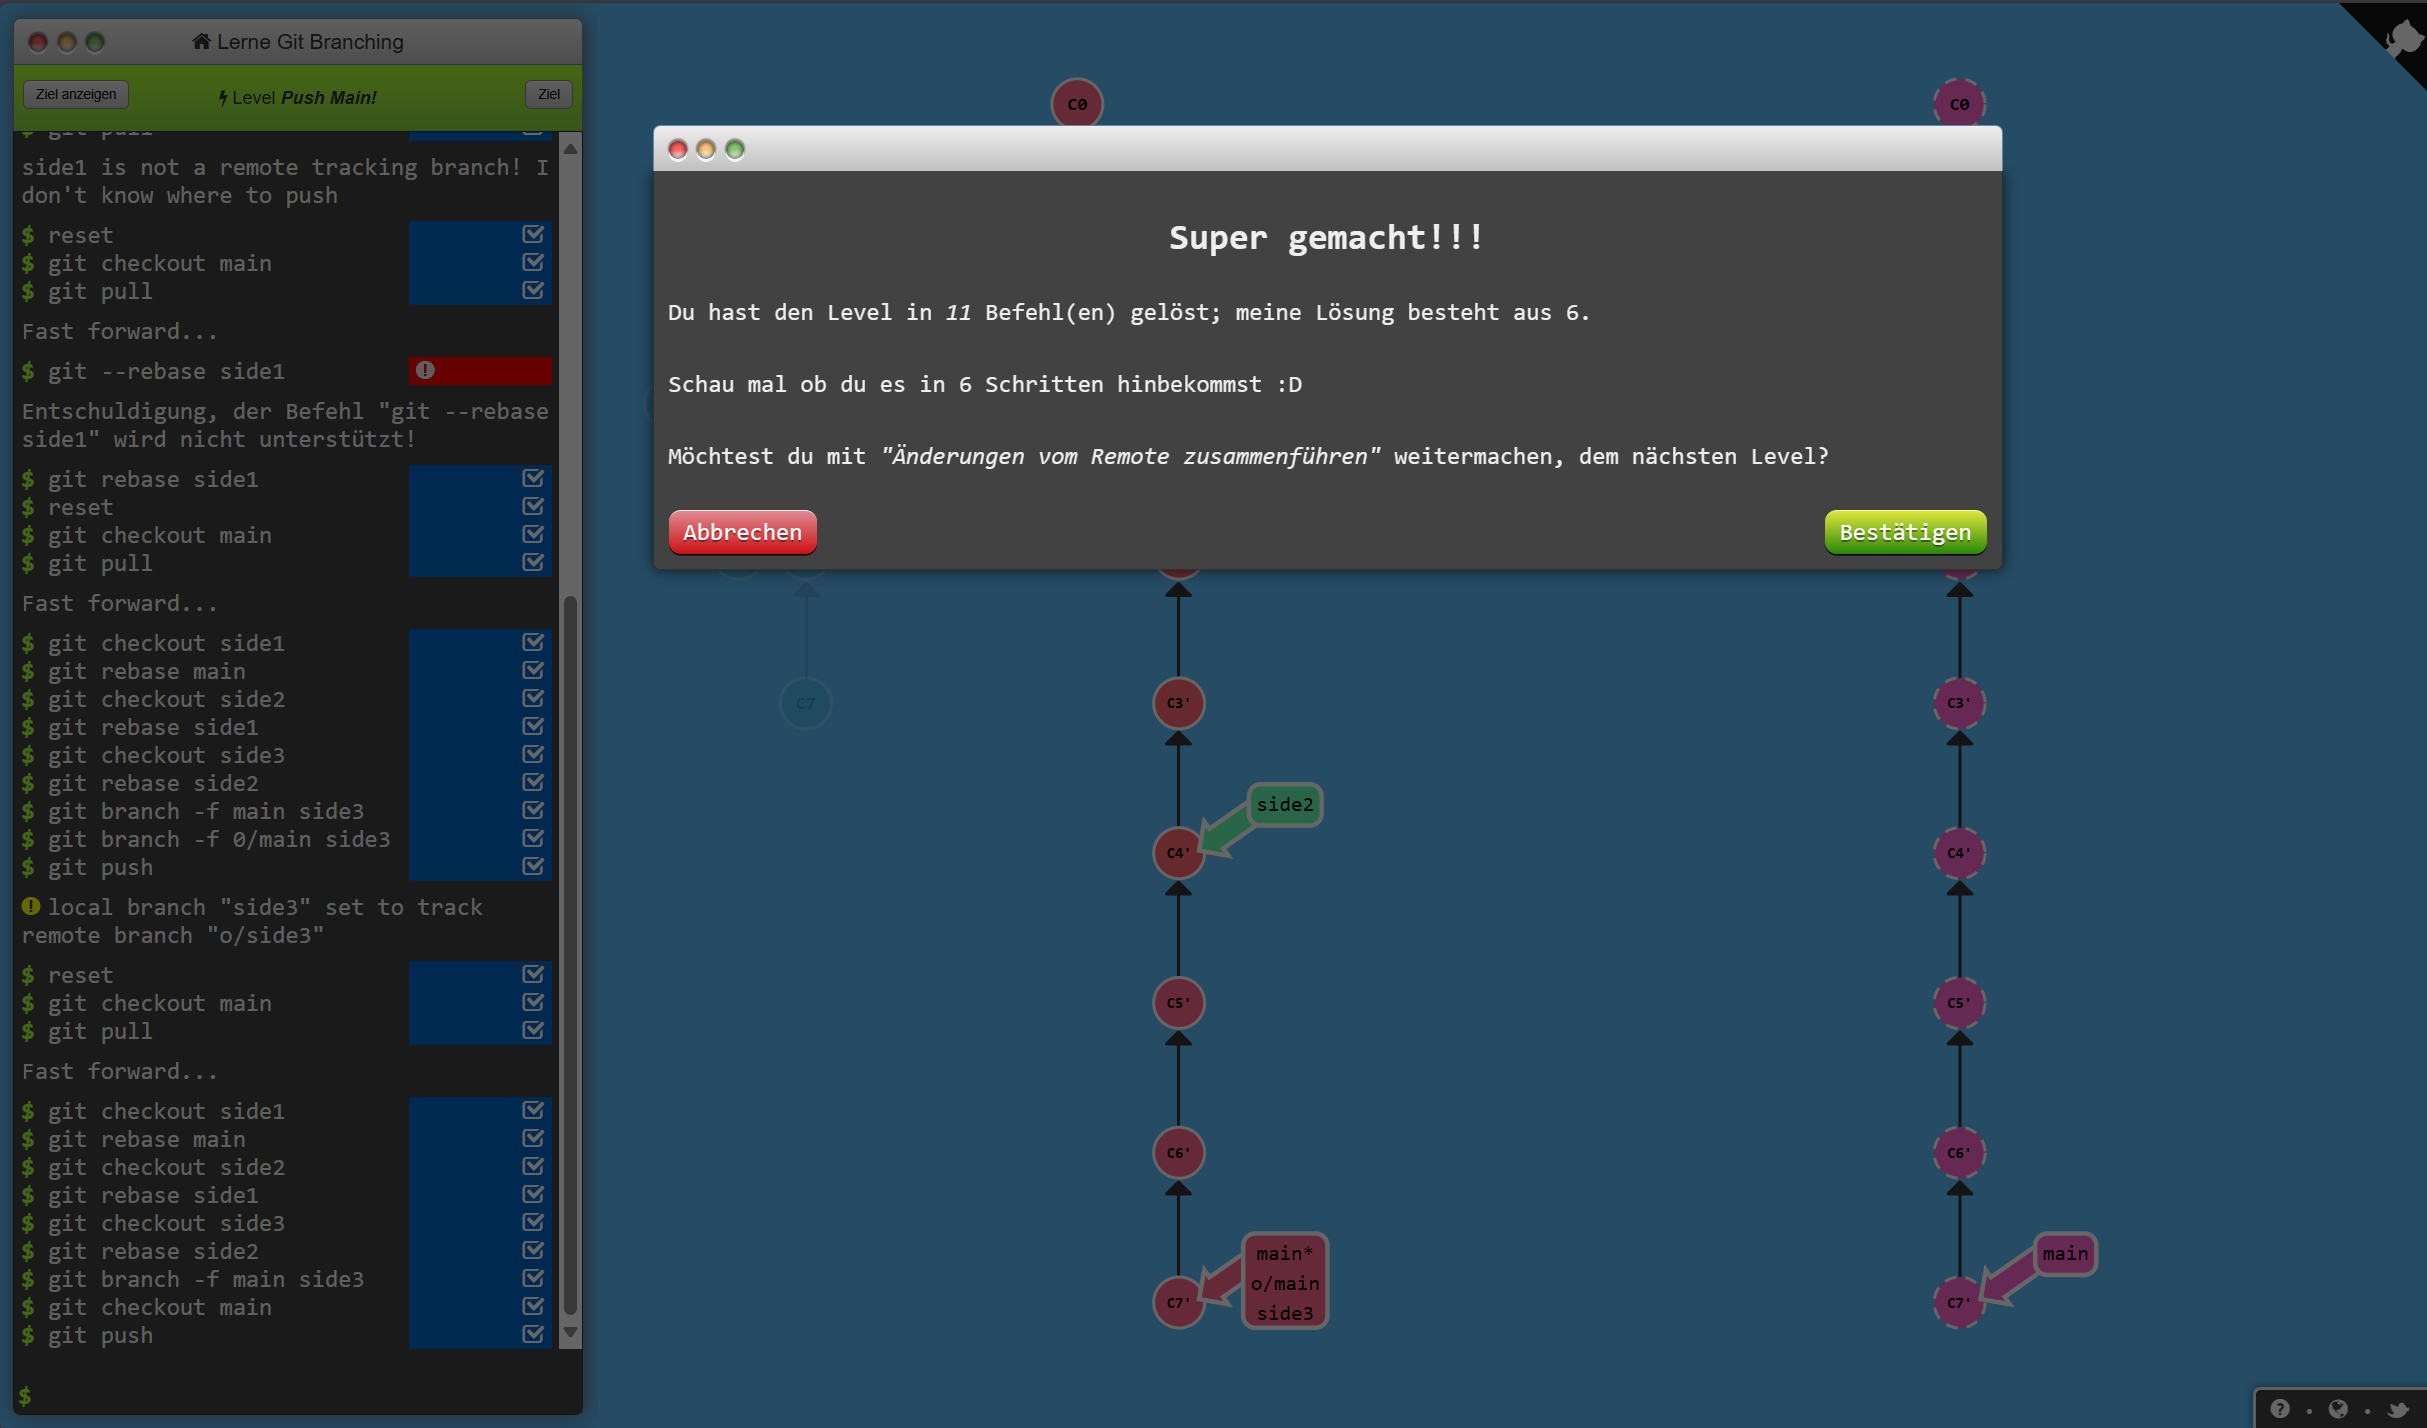 Lerne Git Branching
Ziel anzeigen
Level Push Main!
Ziel
$ git pull
side1 is not a remote tracking branch! I
don't know where to push
$ reset
$ git checkout main
$ git pull
Fast forward...
$ git --rebase side1
Entschuldigung, der Befehl "git --rebase
side1" wird nicht unterstützt!
$ git rebase side1
$ reset
$ git checkout main
$ git pull
Fast forward...
$ git checkout side1
$ git rebase main
$ git checkout side2
$ git rebase side1
$ git checkout side3
$ git rebase side2
$ git branch -f main side3
$ git branch -f 0/main side3
$ git push
local branch "side3" set to track
remote branch "o/side3"
$ reset
$ git checkout main
$ git pull
Fast forward...
$ git checkout side1
$ git rebase main
$ git checkout side2
$ git rebase side1
$ git checkout side3
$ git rebase side2
$ git branch -f main side3
$ git checkout main
$ git push
$
C0
C0
Super gemacht!!!
Du hast den Level in 11 Befehl(en) gelöst; meine Lösung besteht aus 6.
Schau mal ob du es in 6 Schritten hinbekommst :D
Möchtest du mit "Änderungen vom Remote zusammenführen" weitermachen, dem nächsten Level?
Abbrechen
Bestätigen
C7
C3'
C3'
side2
C4'
C4'
C5'
C5'
C6'
C6'
main*
o/main
side3
C7'
main
C7'